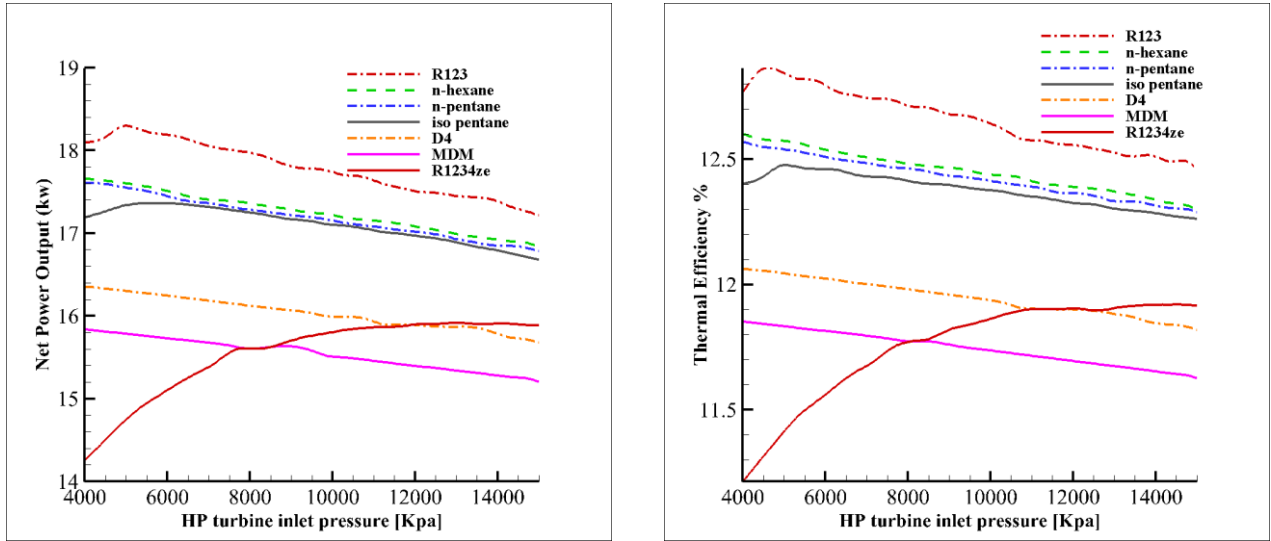 19
18
17
16
15
14
Net Power Output (kw)
R123
n-hexane
n-pentane
iso pentane
D4
MDM
R1234ze
4000 6000 8000 10000 12000 14000
HP turbine inlet pressure [Kpa]
12.5
12
11.5
Thermal Efficiency %
R123
n-hexane
n-pentane
iso pentane
D4
MDM
R1234ze
4000 6000 8000 10000 12000 14000
HP turbine inlet pressure [Kpa]